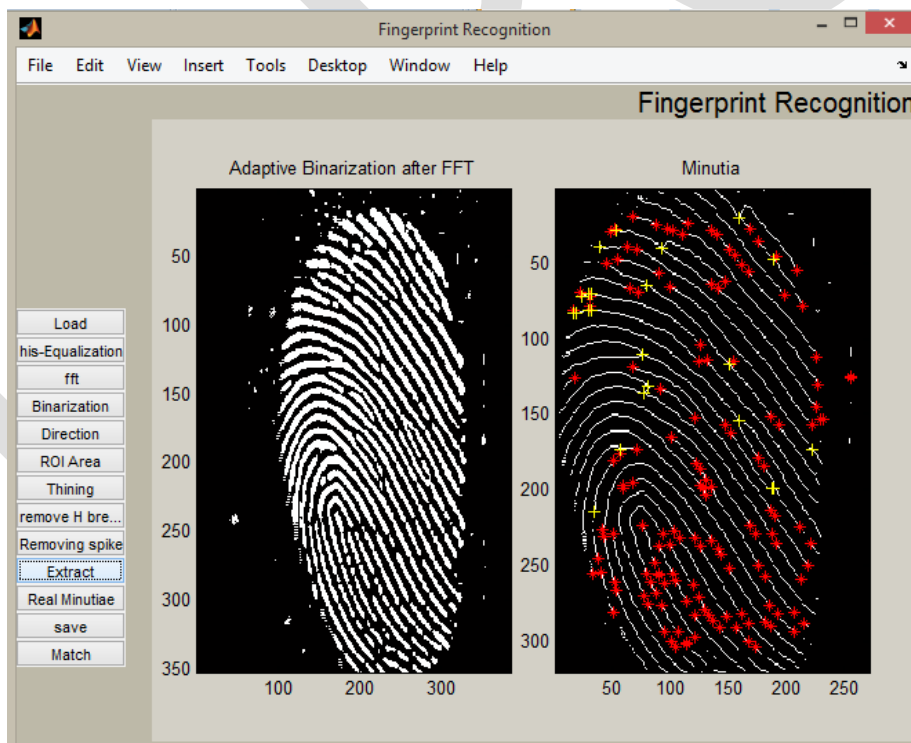 Fingerprint Recognition
File Edit View Insert Tools Desktop Window Help
Fingerprint Recognition
Adaptive Binarization after FFT
Minutia
Load
his-Equalization
fft
Binarization
Direction
ROI Area
Thining
remove H bre...
Removing spike
Extract
Real Minutiae
save
Match
50
100
150
200
250
300
350
100 200 300
50
100
150
200
250
300
50 100 150 200 250